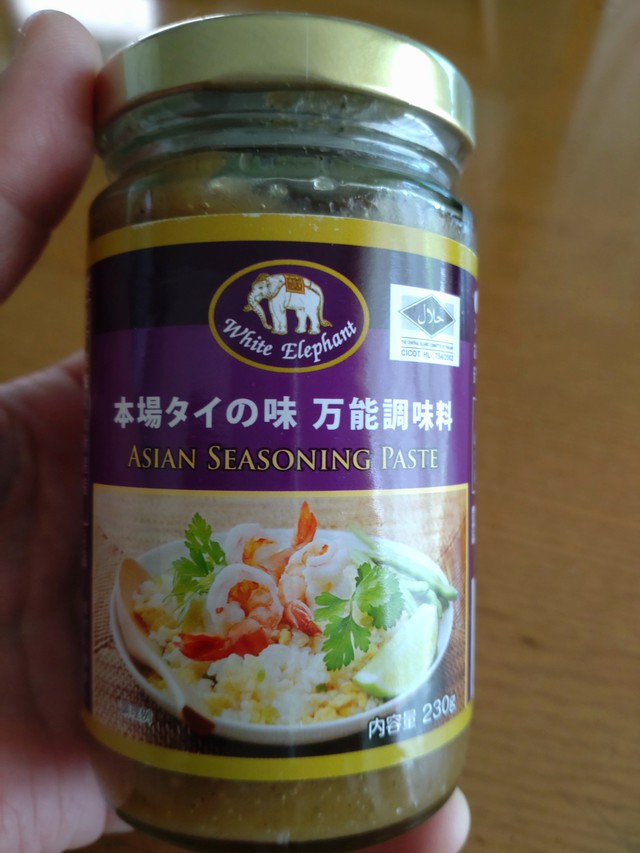 White Elephant
حلال
本場タイの味 万能調味料
ASIAN SEASONING PASTE
内容量 230g